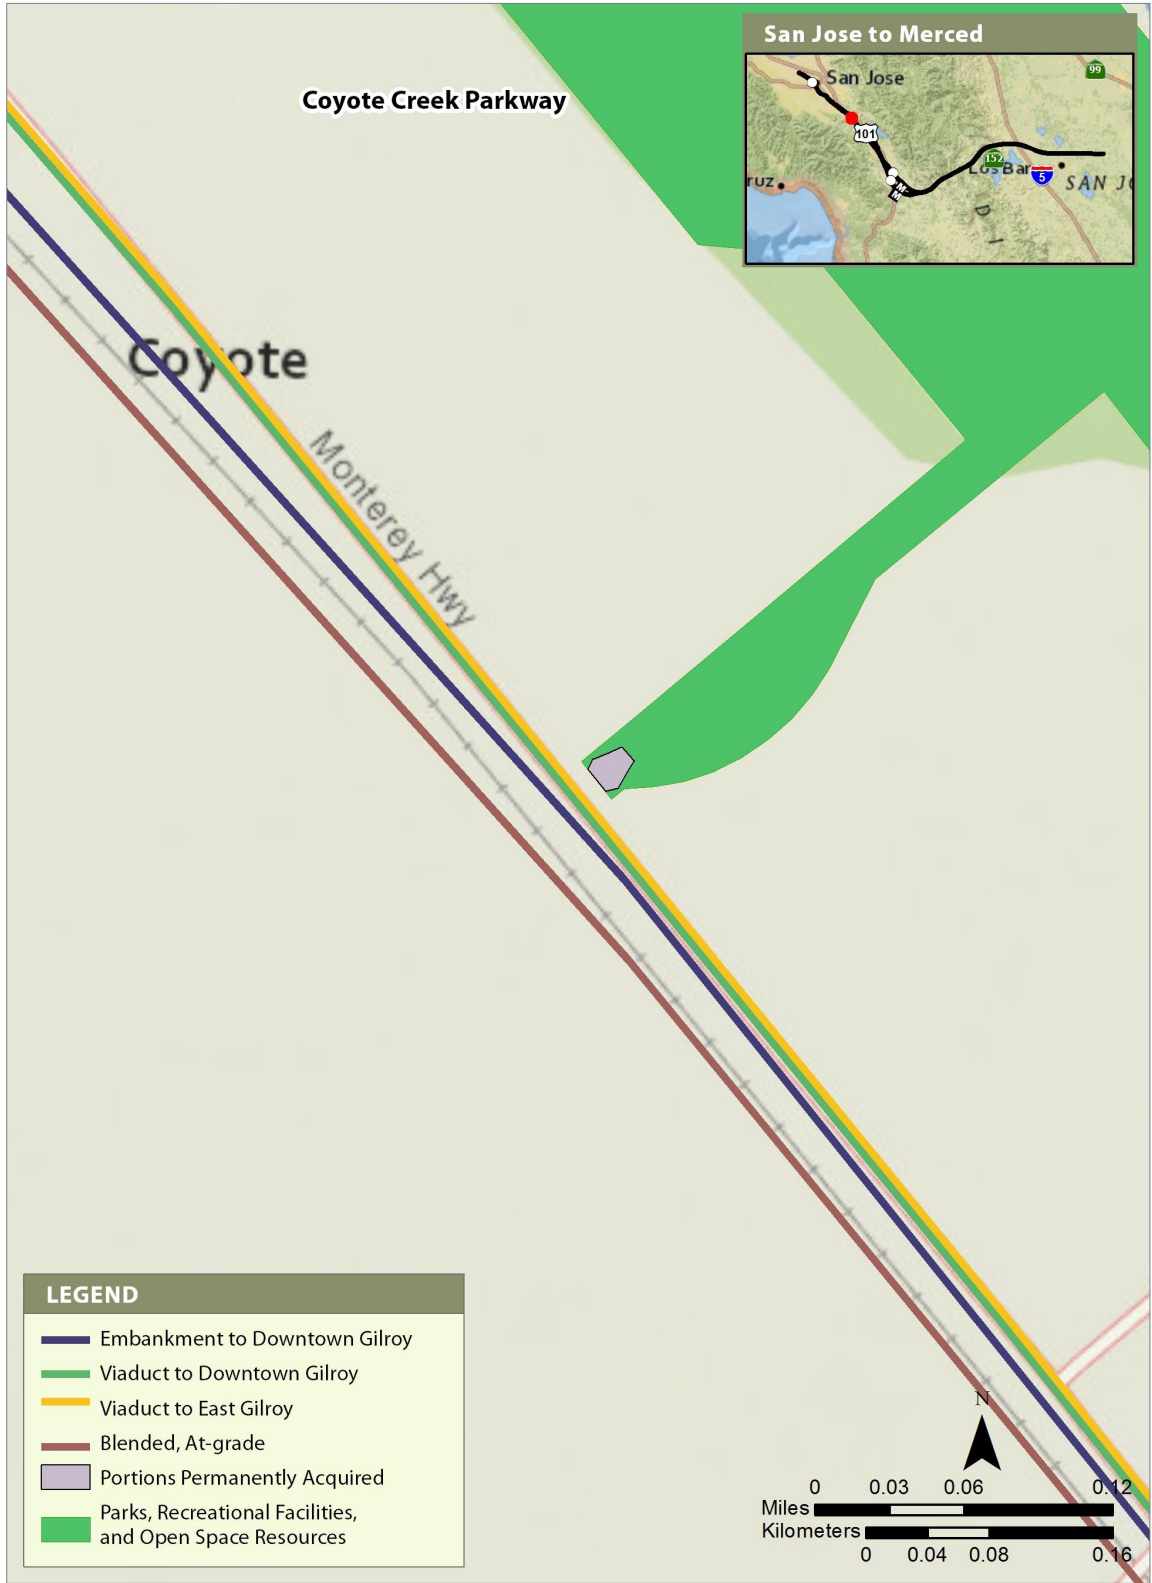 San Jose to Merced
San Jose
99
101
152
Los Ban
5
SAN JO
ruz
M
M
D
I
Coyote Creek Parkway
Coyote
Monterey Hwy
LEGEND
Embankment to Downtown Gilroy
Viaduct to Downtown Gilroy
Viaduct to East Gilroy
Blended, At-grade
Portions Permanently Acquired
Parks, Recreational Facilities,
and Open Space Resources
N
0 0.03 0.06 0.12
Miles
Kilometers
0 0.04 0.08 0.16